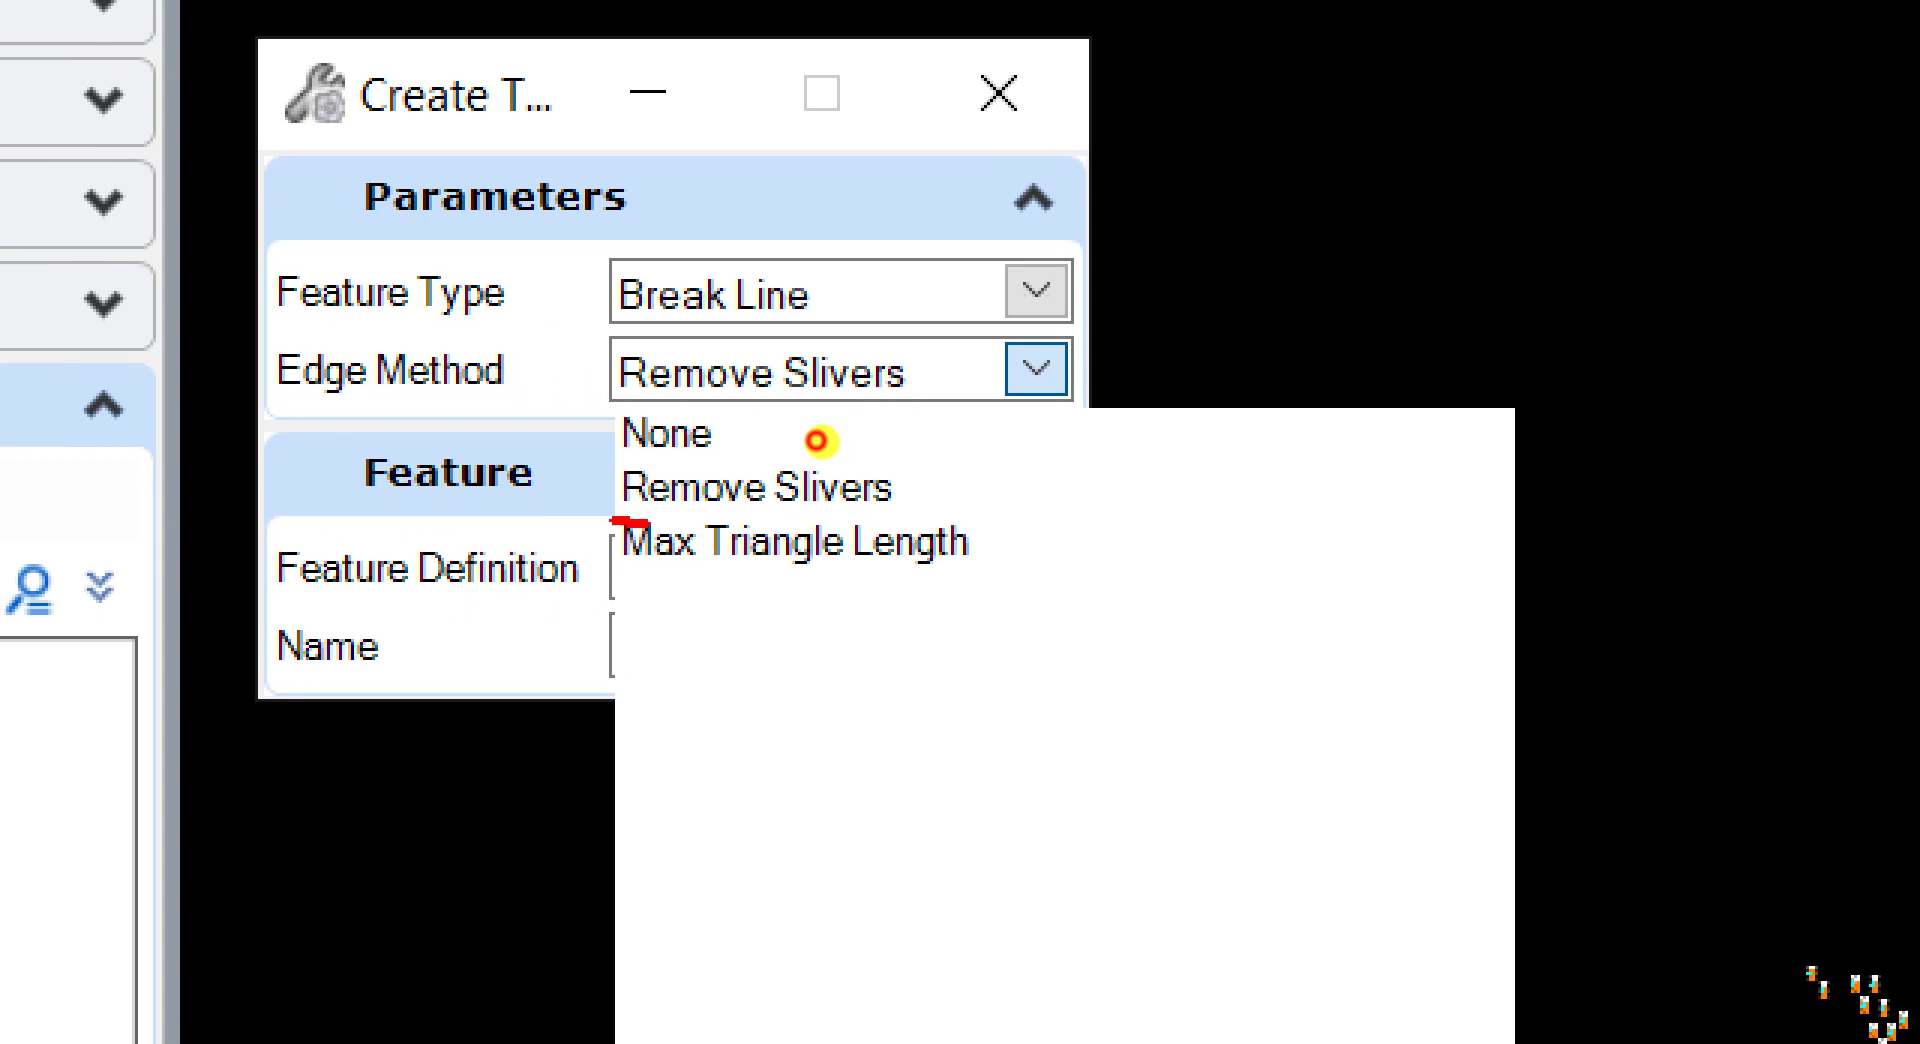 Create T...
Parameters
Feature Type Break Line
Edge Method Remove Slivers
None
Remove Slivers
Max Triangle Length
Feature
Feature Definition
Name